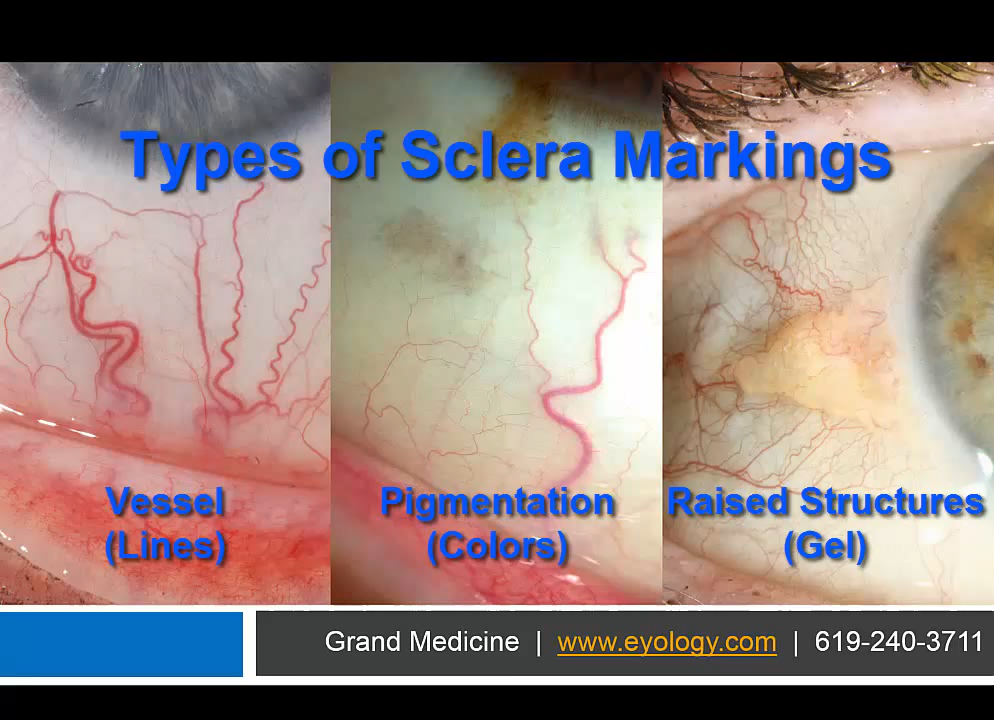 Types of Sclera Markings
Vessel
(Lines)
Pigmentation
(Colors)
Raised Structures
(Gel)
Grand Medicine | www.eyology.com | 619-240-3711